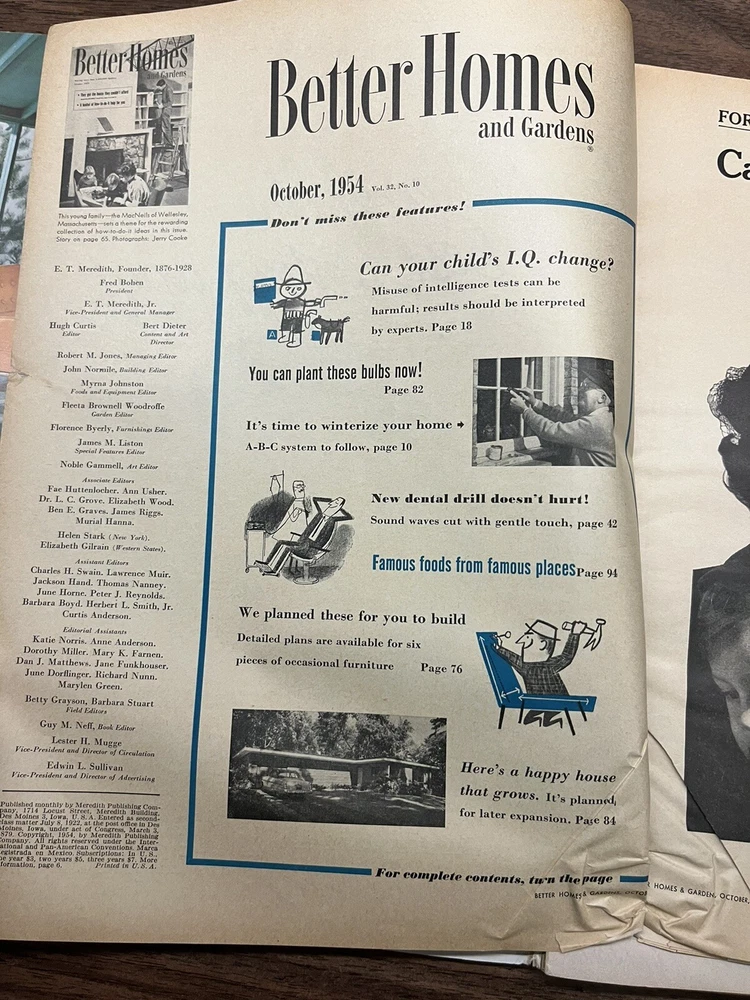 Better Homes
and Gardens
This young family—the MacNeils of Wellesley,
Massachusetts—sets a theme for the rewarding
collection of how-to-do-it ideas in this issue.
Story on page 65. Photographs: Jerry Cooke
E. T. Meredith, Founder, 1876-1928
Fred Bohen
President
E. T. Meredith, Jr.
Vice-President and General Manager
Hugh Curtis
Editor
Bert Dieter
Content and Art
Director
Robert M. Jones, Managing Editor
John Normile, Building Editor
Myrna Johnston
Foods and Equipment Editor
Fleeta Brownell Woodroffe
Garden Editor
Florence Byerly, Furnishings Editor
James M. Liston
Special Features Editor
Noble Gammell, Art Editor
Associate Editors
Fae Huttenlocher. Ann Usher.
Dr. L. C. Grove. Elizabeth Wood.
Ben E. Graves. James Riggs.
Murial Hanna.
Helen Stark (New York).
Elizabeth Gilrain (Western States).
Assistant Editors
Charles H. Swain. Lawrence Muir.
Jackson Hand. Thomas Nanney.
June Horne. Peter J. Reynolds.
Barbara Boyd. Herbert L. Smith, Jr.
Curtis Anderson.
Editorial Assistants
Katie Norris. Anne Anderson.
Dorothy Miller. Mary K. Farnen.
Dan J. Matthews. Jane Funkhouser.
June Dorflinger. Richard Nunn.
Marylen Green.
Betty Grayson, Barbara Stuart
Field Editors
Guy M. Neff, Book Editor
Lester H. Mugge
Vice-President and Director of Circulation
Edwin L. Sullivan
Vice-President and Director of Advertising
Published monthly by Meredith Publishing Com-
pany, 1714 Locust Street, Meredith Building,
Des Moines 3, Iowa, U. S. A. Entered as second-
class matter July 8, 1922, at the post office in Des
Moines, Iowa, under act of Congress, March 3,
1879. Copyright, 1954, by Meredith Publishing
Company. All rights reserved under the Inter-
national and Pan-American Conventions. Marca
Registrada en Mexico. Subscriptions: In U. S.,
one year $3, two years $5, three years $7. More
information, page 6. Printed in U. S. A.
Better Homes
and Gardens®
October, 1954 Vol. 32, No. 10
Don't miss these features!
Can your child's I.Q. change?
Misuse of intelligence tests can be
harmful; results should be interpreted
by experts. Page 18
A
You can plant these bulbs now!
Page 82
It's time to winterize your home →
A-B-C system to follow, page 10
New dental drill doesn't hurt!
Sound waves cut with gentle touch, page 42
Famous foods from famous places Page 94
We planned these for you to build
Detailed plans are available for six
pieces of occasional furniture Page 76
Here's a happy house
that grows. It's planned,
for later expansion. Page 84
For complete contents, turn the page
BETTER HOMES & GARDENS, OCTOB
FOR
Ca
R HOMES & GARDEN, OCTOBER,